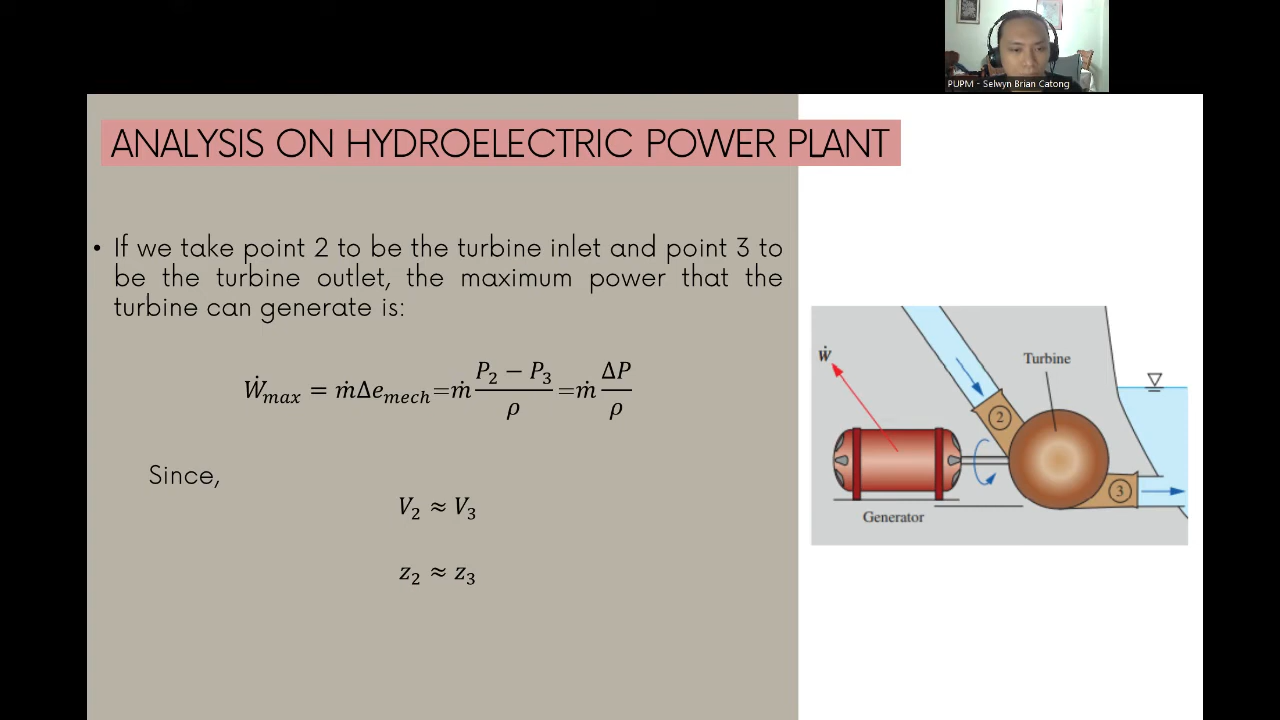 PUPM - Selwyn Brian Catong
ANALYSIS ON HYDROELECTRIC POWER PLANT
• If we take point 2 to be the turbine inlet and point 3 to
be the turbine outlet, the maximum power that the
turbine can generate is:
Ẇ_max = ṁΔe_mech=ṁ (P₂ − P₃)/ρ =ṁ ΔP/ρ
Since,
V₂ ≈ V₃
z₂ ≈ z₃
Ẇ
Turbine
2
3
Generator